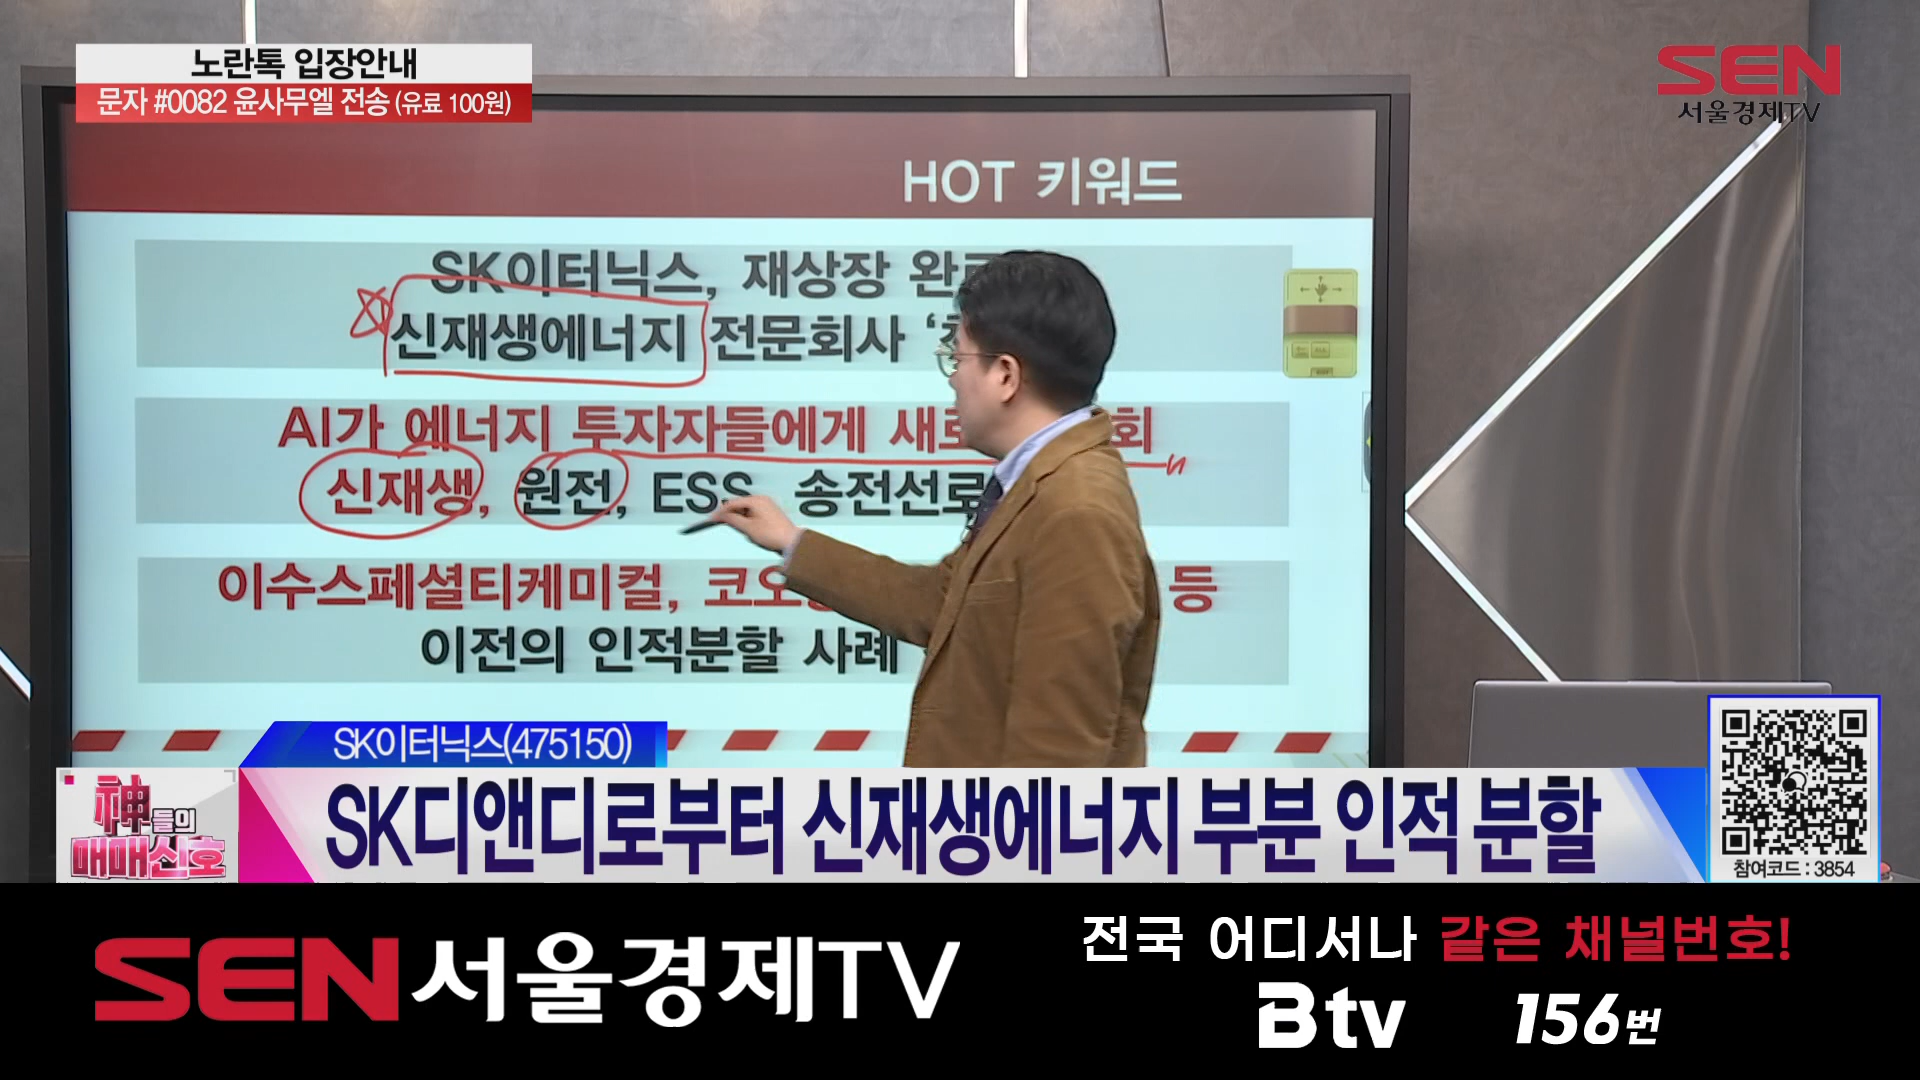 노란톡 입장안내
문자 #0082 윤사무엘 전송 (유료 100원)
SEN
서울경제TV
HOT 키워드
SK이터닉스, 재상장 완
신재생에너지 전문회사 ‘
AI가 에너지 투자자들에게 새로 회
신재생, 원전, ESS, 송전선로
이수스페셜티케미컬, 코오 등
이전의 인적분할 사례
SK이터닉스(475150)
神들의
매매신호
SK디앤디로부터 신재생에너지 부분 인적 분할
참여코드 : 3854
SEN서울경제TV
전국 어디서나 같은 채널번호!
B tv 156번